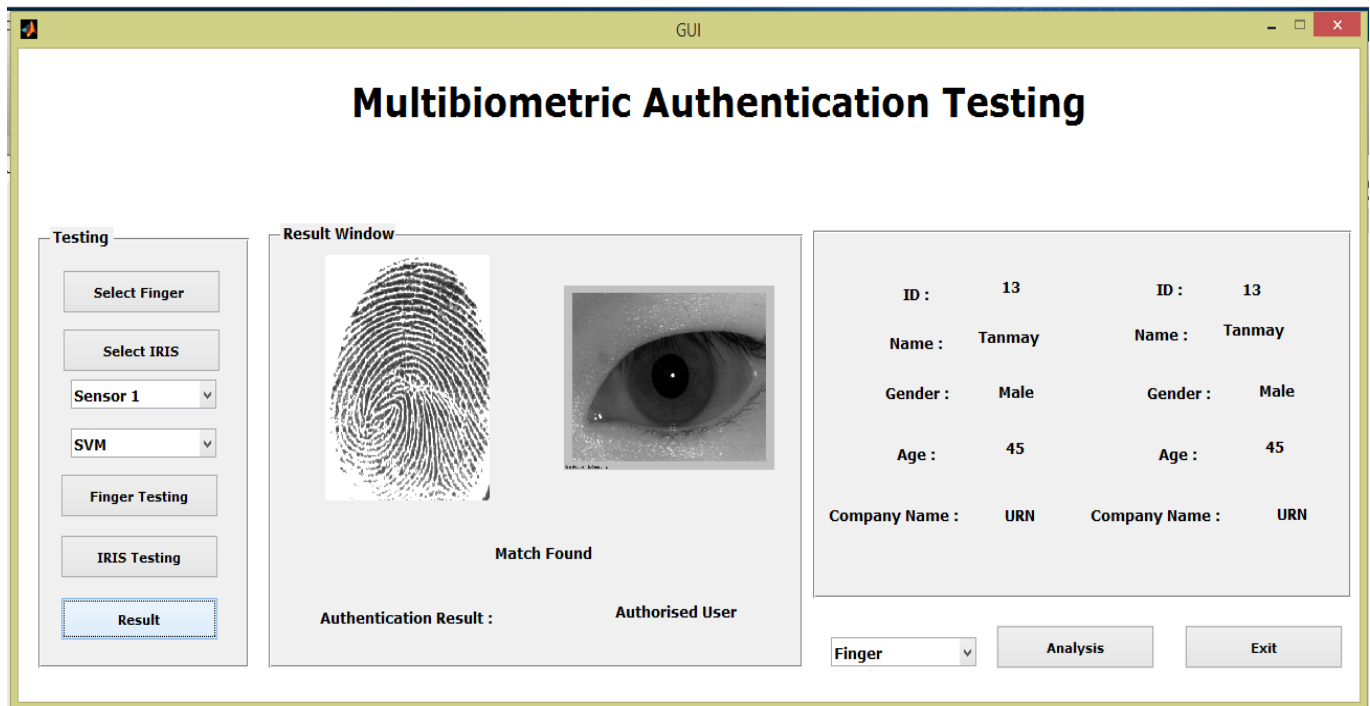 GUI
Multibiometric Authentication Testing
Testing
Select Finger
Select IRIS
Sensor 1
SVM
Finger Testing
IRIS Testing
Result
Result Window
Match Found
Authentication Result : Authorised User
ID : 13 ID : 13
Name : Tanmay Name : Tanmay
Gender : Male Gender : Male
Age : 45 Age : 45
Company Name : URN Company Name : URN
Finger
Analysis
Exit